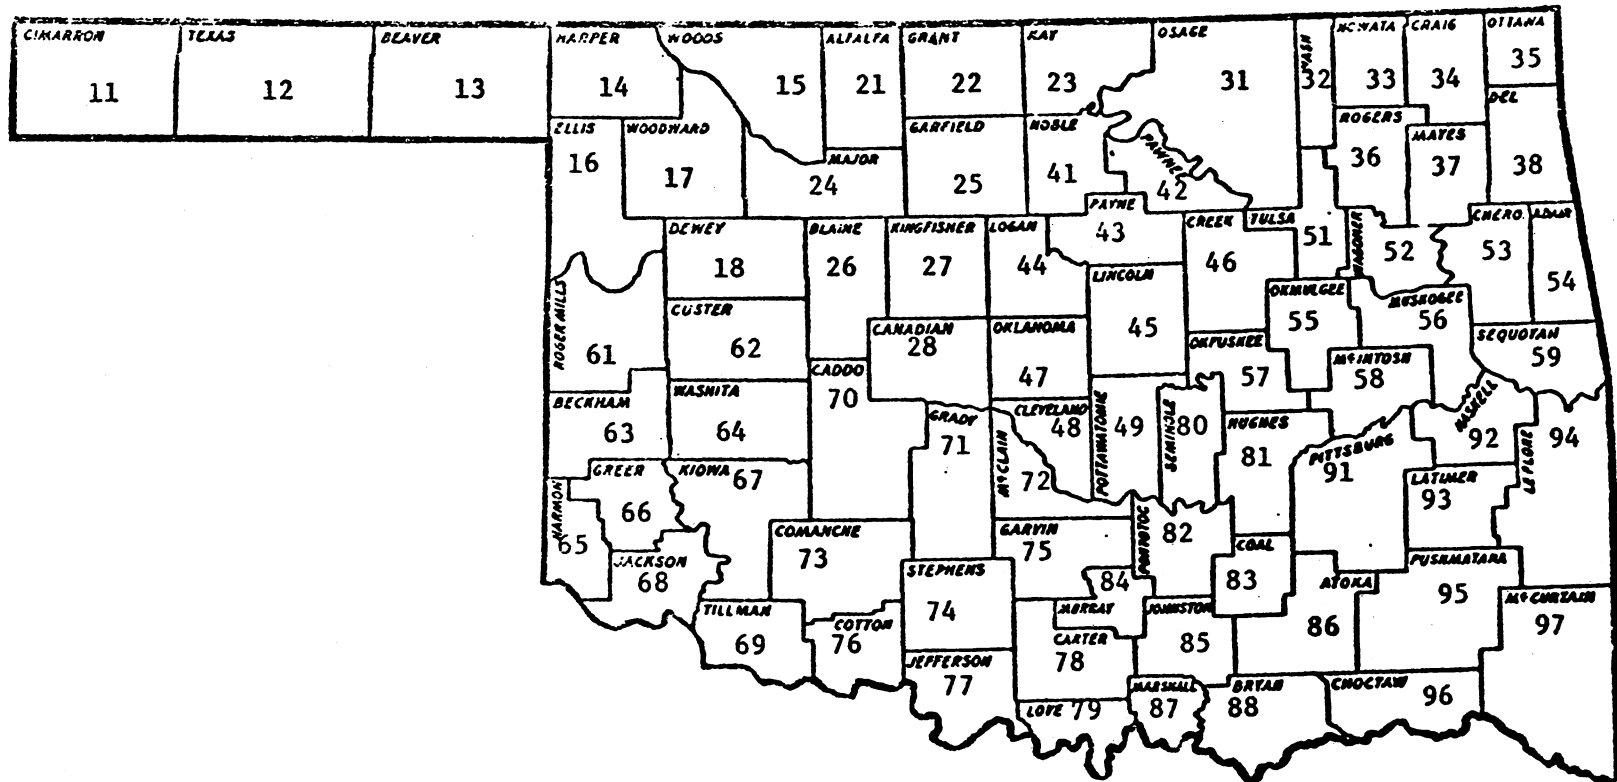 CIMARRON
11
TEXAS
12
BEAVER
13
HARPER
14
WOODS
15
ALFALFA
21
GRANT
22
KAY
23
OSAGE
31
WASH
32
NOWATA
33
CRAIG
34
OTTAWA
35
ELLIS
16
WOODWARD
17
MAJOR
24
GARFIELD
25
NOBLE
41
PAWNEE
42
ROGERS
36
MAYES
37
DEL
38
DEWEY
18
BLAINE
26
KINGFISHER
27
LOGAN
44
PAYNE
43
CREEK
46
TULSA
51
WAGONER
52
CHERO.
53
ADAIR
54
ROGER MILLS
61
CUSTER
62
CANADIAN
28
OKLAHOMA
47
LINCOLN
45
OKMULGEE
55
MUSKOGEE
56
SEQUOYAH
59
BECKHAM
63
WASHITA
64
CADDO
70
GRADY
71
CLEVELAND
48
POTTAWATOMIE
49
SEMINOLE
80
OKFUSKEE
57
MCINTOSH
58
HASKELL
92
HUGHES
81
PITTSBURG
91
LEFLORE
94
LATIMER
93
GREER
66
KIOWA
67
MCCLAIN
72
HARMON
65
JACKSON
68
COMANCHE
73
STEPHENS
74
GARVIN
75
PONTOTOC
82
COAL
83
ATOKA
86
PUSHMATAHA
95
MCCURTAIN
97
TILLMAN
69
COTTON
76
JEFFERSON
77
MURRAY
84
CARTER
78
JOHNSTON
85
LOVE
79
MARSHALL
87
BRYAN
88
CHOCTAW
96